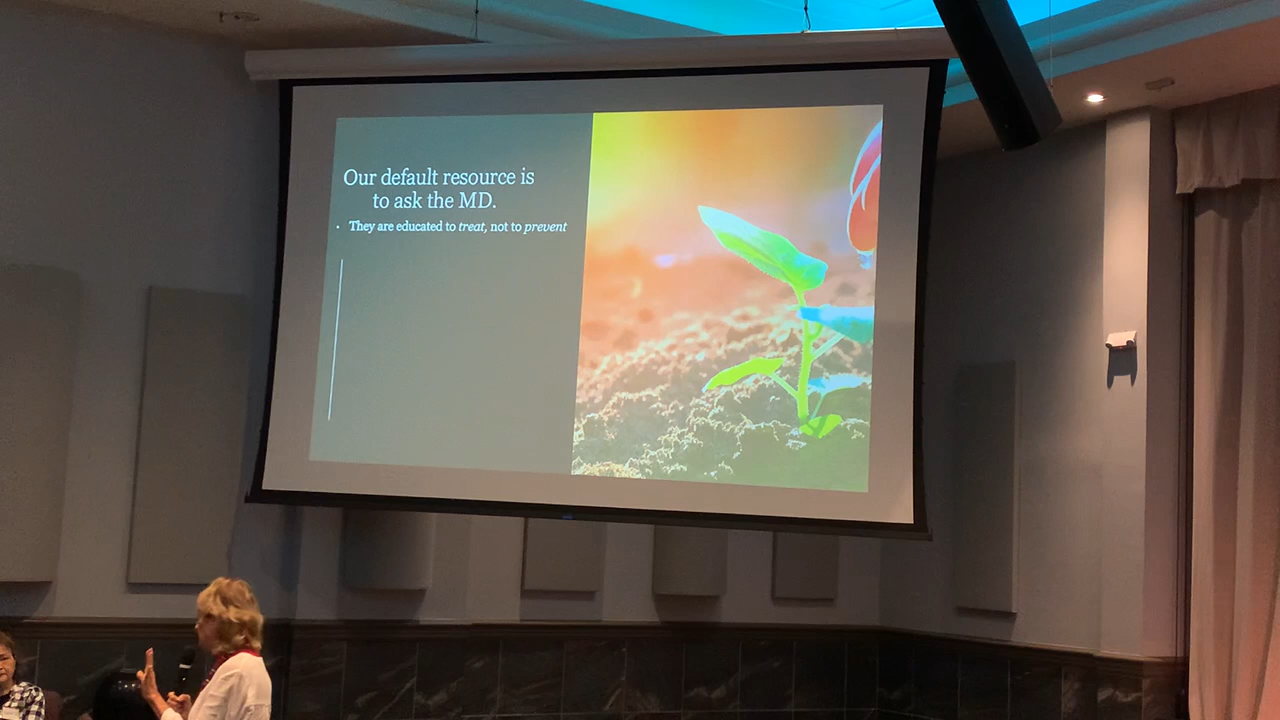 Our default resource is
to ask the MD.
• They are educated to treat, not to prevent